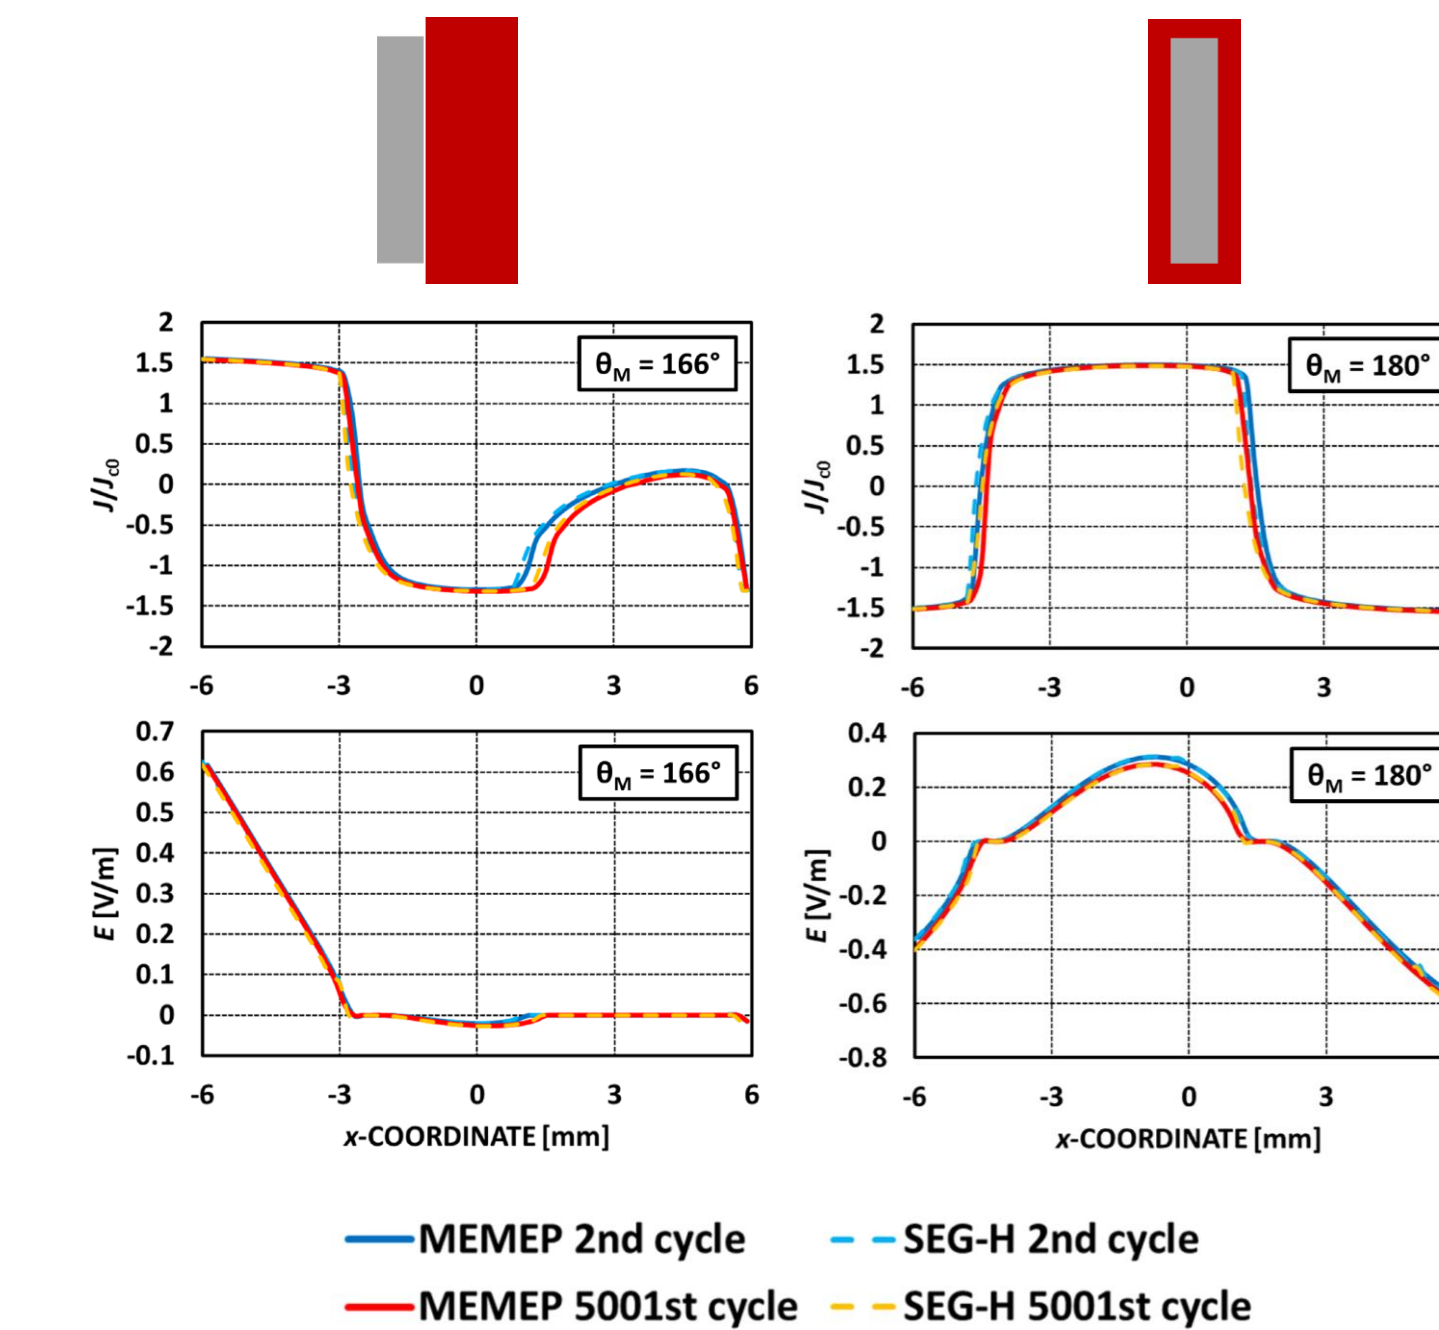 2
1.5
1
0.5
0
-0.5
-1
-1.5
-2
J/Jc0
θM = 166°
-6 -3 0 3 6
2
1.5
1
0.5
0
-0.5
-1
-1.5
-2
J/Jc0
θM = 180°
-6 -3 0 3
0.7
0.6
0.5
0.4
0.3
0.2
0.1
0
-0.1
E [V/m]
θM = 166°
-6 -3 0 3 6
x-COORDINATE [mm]
0.4
0.2
0
-0.2
-0.4
-0.6
-0.8
E [V/m]
θM = 180°
-6 -3 0 3
x-COORDINATE [mm]
MEMEP 2nd cycle SEG-H 2nd cycle
MEMEP 5001st cycle SEG-H 5001st cycle